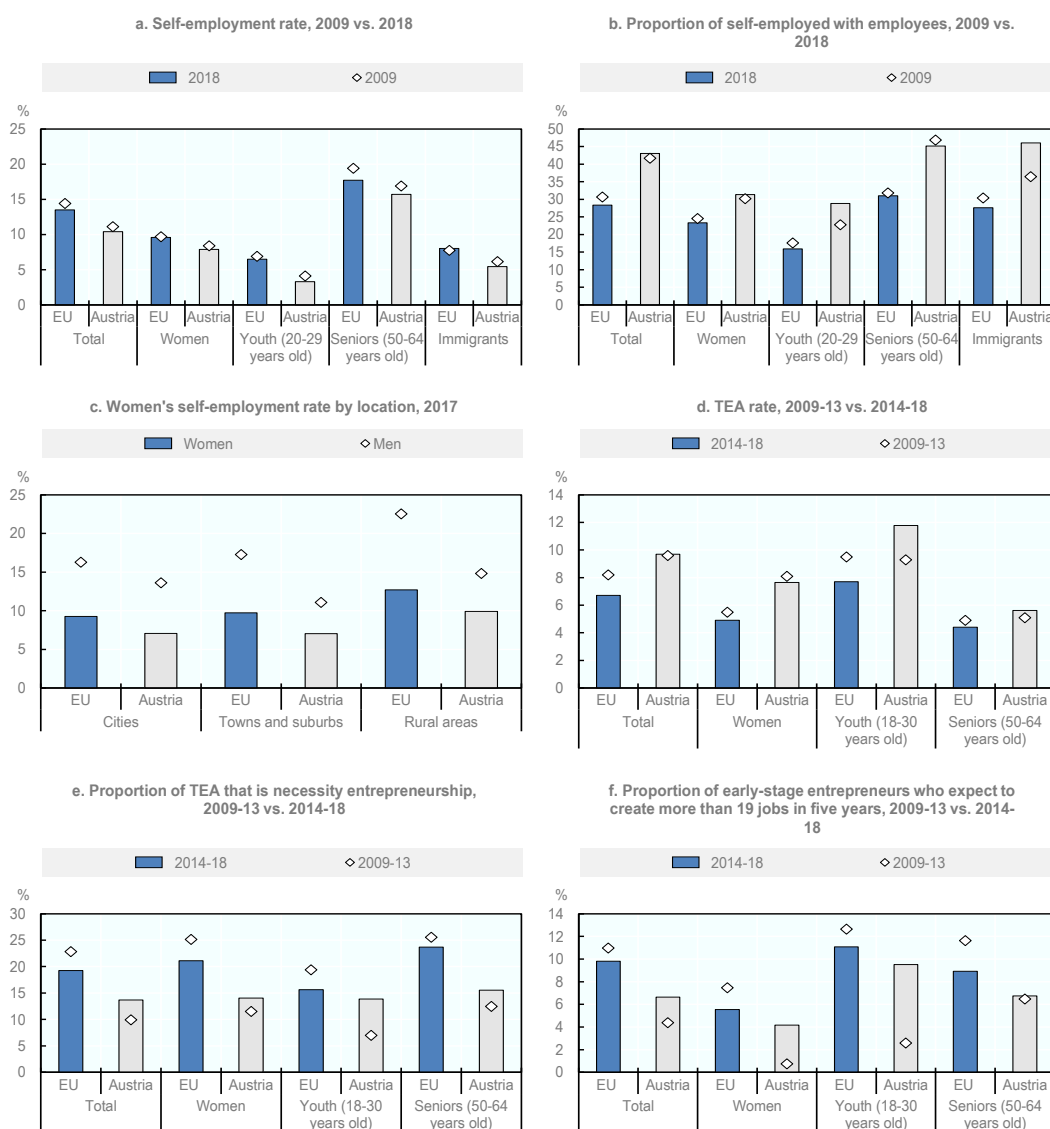 a. Self-employment rate, 2009 vs. 2018
2018 2009
%
25
20
15
10
5
0
EU Austria EU Austria EU Austria EU Austria EU Austria
Total Women Youth (20-29 Seniors (50-64 Immigrants
years old) years old)
b. Proportion of self-employed with employees, 2009 vs.
2018
2018 2009
%
50
45
40
35
30
25
20
15
10
5
0
EU Austria EU Austria EU Austria EU Austria EU Austria
Total Women Youth (20-29 Seniors (50-64 Immigrants
years old) years old)
c. Women's self-employment rate by location, 2017
Women Men
%
25
20
15
10
5
0
EU Austria EU Austria EU Austria
Cities Towns and suburbs Rural areas
d. TEA rate, 2009-13 vs. 2014-18
2014-18 2009-13
%
14
12
10
8
6
4
2
0
EU Austria EU Austria EU Austria EU Austria
Total Women Youth (18-30 Seniors (50-64
years old) years old)
e. Proportion of TEA that is necessity entrepreneurship,
2009-13 vs. 2014-18
2014-18 2009-13
%
30
25
20
15
10
5
0
EU Austria EU Austria EU Austria EU Austria
Total Women Youth (18-30 Seniors (50-64
years old) years old)
f. Proportion of early-stage entrepreneurs who expect to
create more than 19 jobs in five years, 2009-13 vs. 2014-
18
2014-18 2009-13
%
14
12
10
8
6
4
2
0
EU Austria EU Austria EU Austria EU Austria
Total Women Youth (18-30 Seniors (50-64
years old) years old)